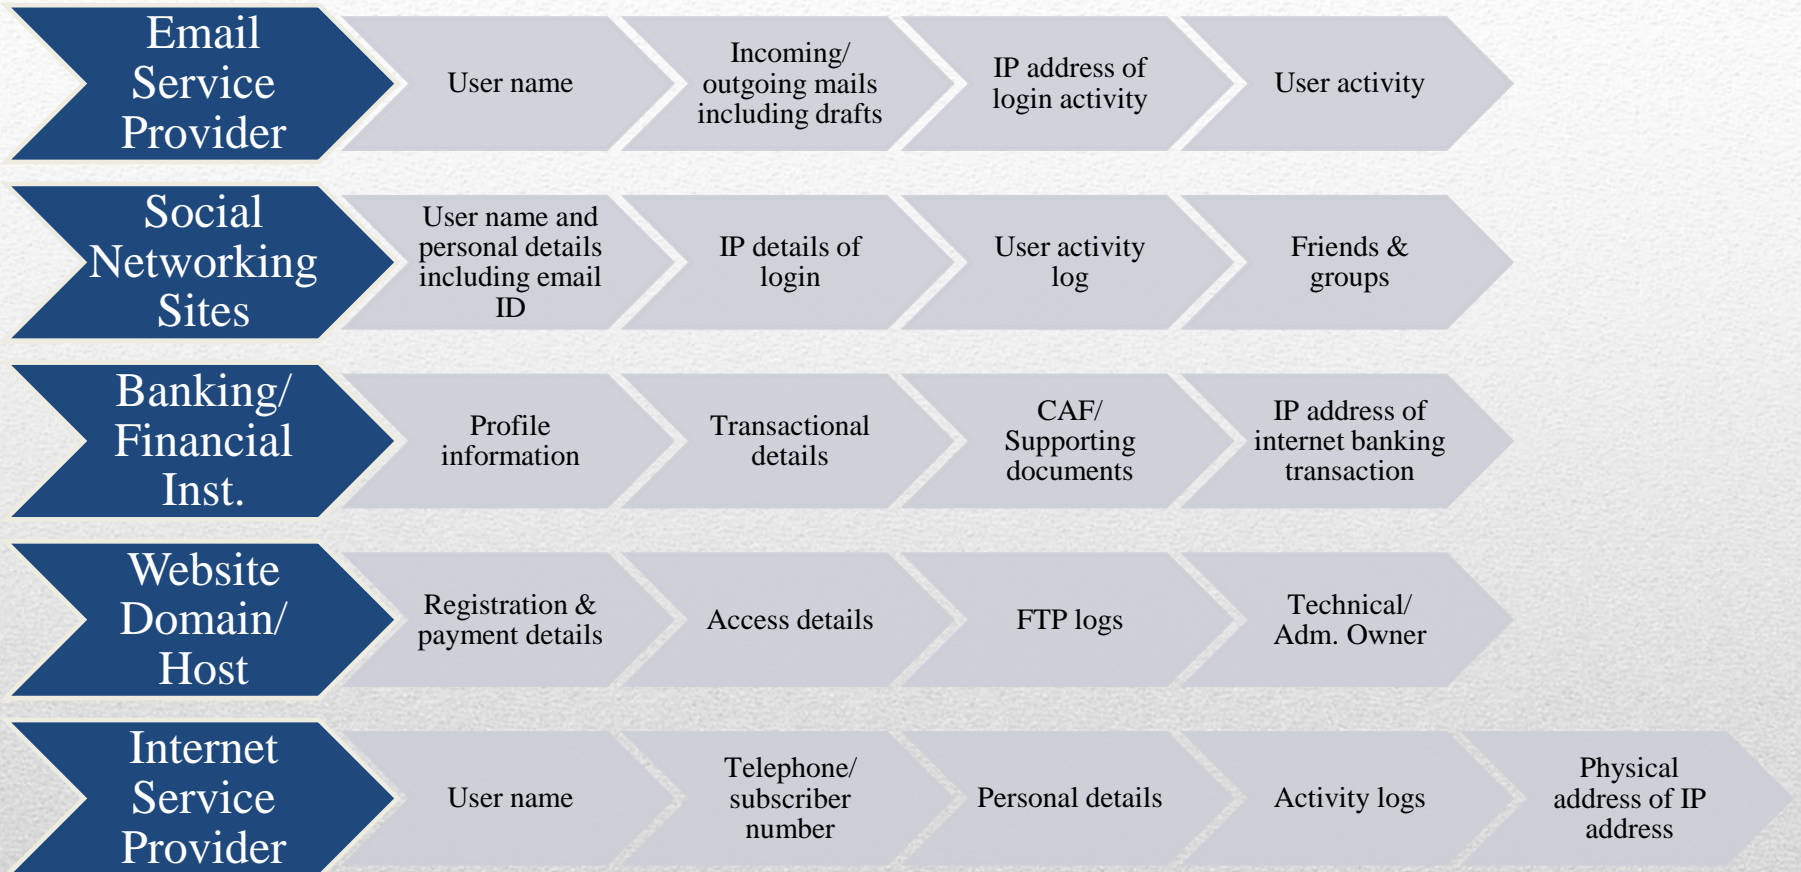 Email
Service
Provider
User name
Incoming/
outgoing mails
including drafts
IP address of
login activity
User activity
Social
Networking
Sites
User name and
personal details
including email
ID
IP details of
login
User activity
log
Friends &
groups
Banking/
Financial
Inst.
Profile
information
Transactional
details
CAF/
Supporting
documents
IP address of
internet banking
transaction
Website
Domain/
Host
Registration &
payment details
Access details
FTP logs
Technical/
Adm. Owner
Internet
Service
Provider
User name
Telephone/
subscriber
number
Personal details
Activity logs
Physical
address of IP
address